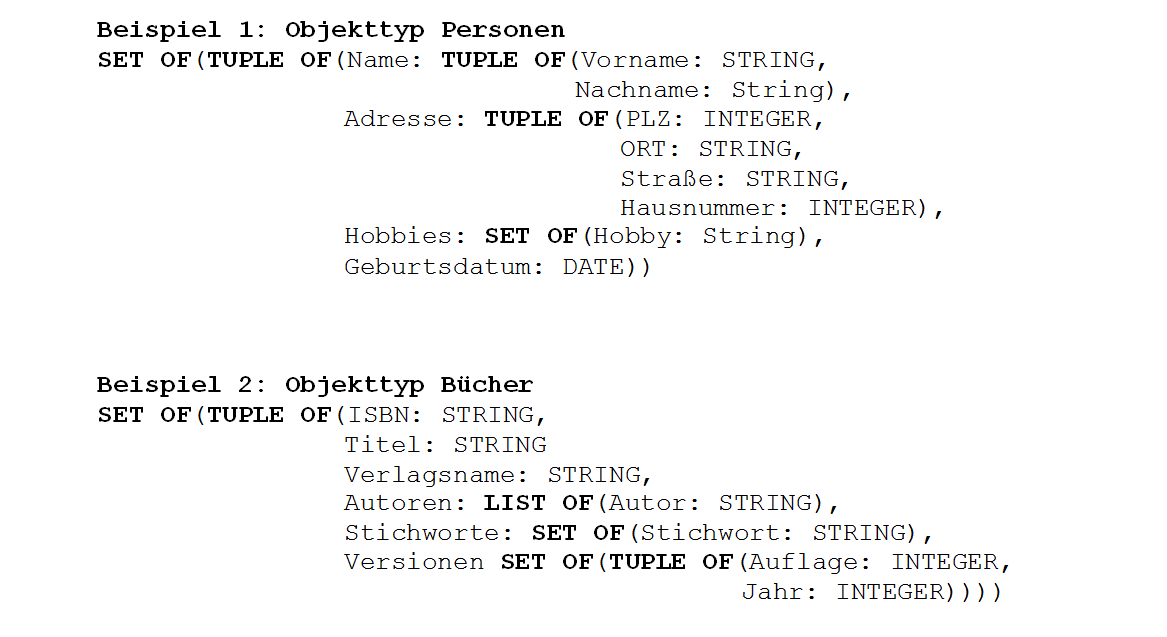 Beispiel 1: Objekttyp Personen
SET OF(TUPLE OF(Name: TUPLE OF(Vorname: STRING,
Nachname: String),
Adresse: TUPLE OF(PLZ: INTEGER,
ORT: STRING,
Straße: STRING,
Hausnummer: INTEGER),
Hobbies: SET OF(Hobby: String),
Geburtsdatum: DATE))
Beispiel 2: Objekttyp Bücher
SET OF(TUPLE OF(ISBN: STRING,
Titel: STRING
Verlagsname: STRING,
Autoren: LIST OF(Autor: STRING),
Stichworte: SET OF(Stichwort: STRING),
Versionen SET OF(TUPLE OF(Auflage: INTEGER,
Jahr: INTEGER))))